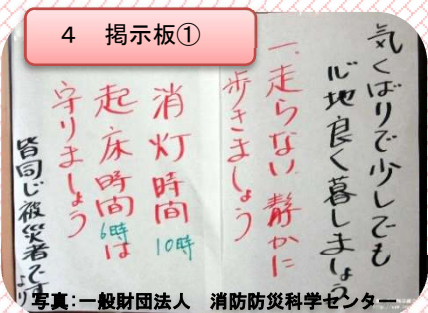 4 掲示板①
気くばりで少しでも
心地良く暮しましょう
一、走らない 静かに
歩きましょう
消灯時間 10時
起床時間は 6時
守りましょう
皆同じ被災者です
より
写真：一般財団法人 消防防災科学センター